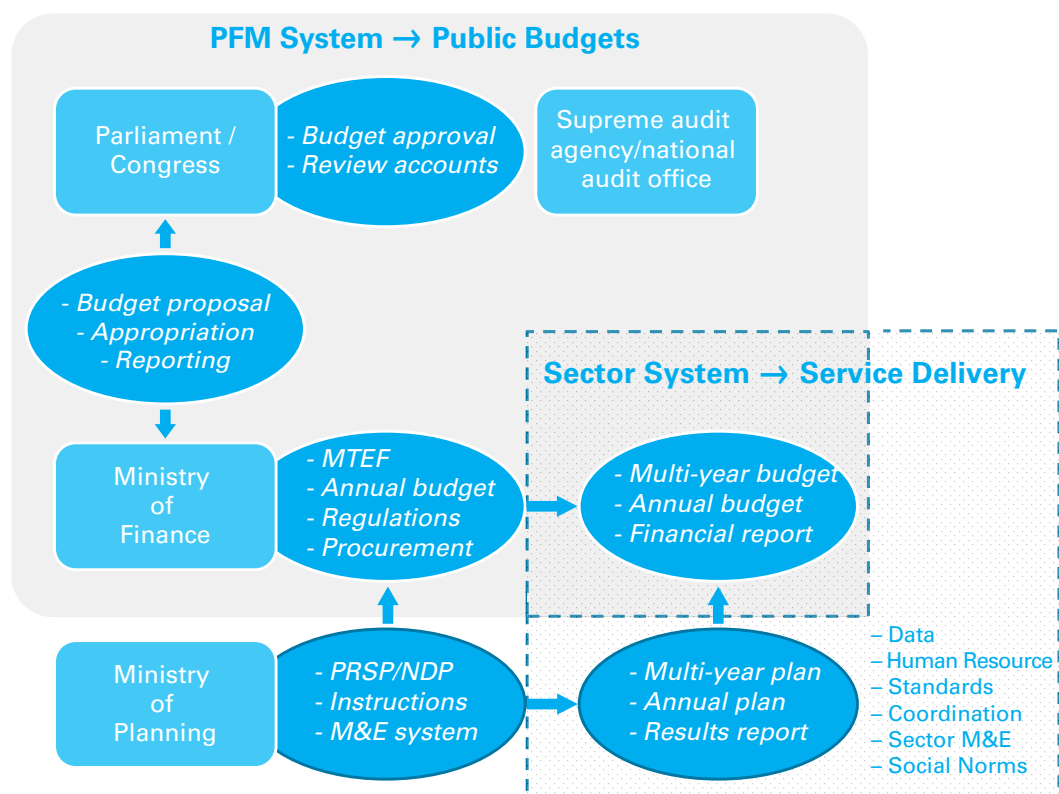 PFM System → Public Budgets
Parliament /
Congress
- Budget approval
- Review accounts
Supreme audit
agency/national
audit office
- Budget proposal
- Appropriation
- Reporting
Sector System → Service Delivery
Ministry
of
Finance
- MTEF
- Annual budget
- Regulations
- Procurement
- Multi-year budget
- Annual budget
- Financial report
Ministry
of
Planning
- PRSP/NDP
- Instructions
- M&E system
- Multi-year plan
- Annual plan
- Results report
– Data
– Human Resource
– Standards
– Coordination
– Sector M&E
– Social Norms